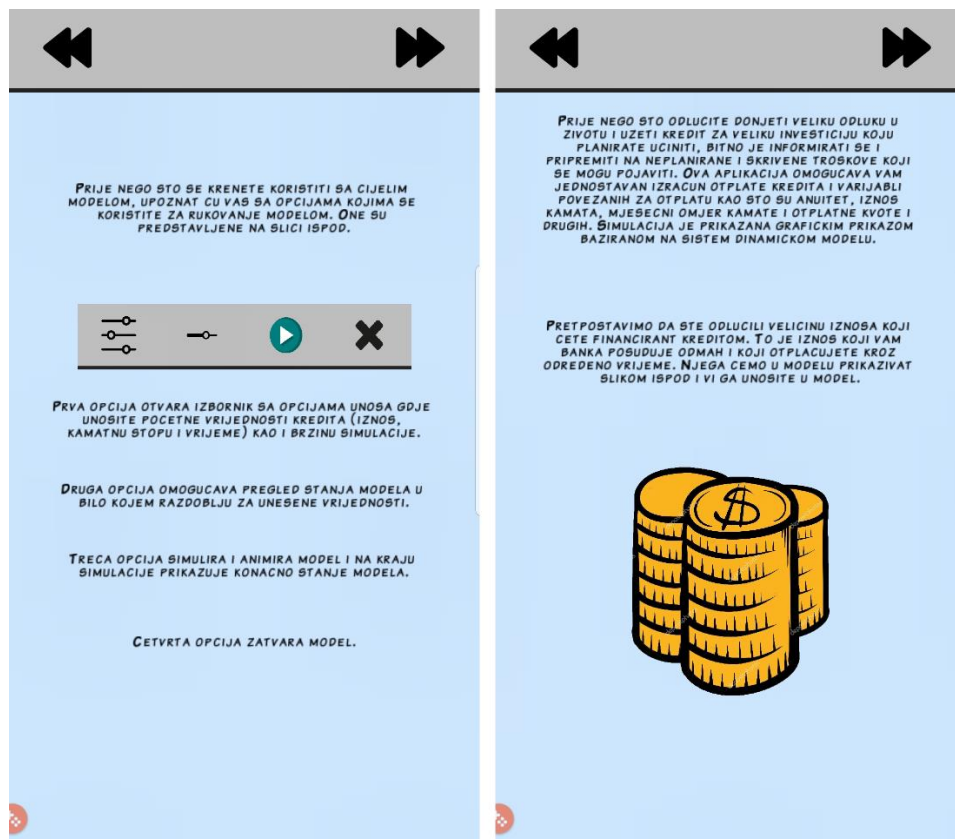 Prije nego sto se krenete koristiti sa cijelim
modelom, upoznat cu vas sa opcijama kojima se
koristite za rukovanje modelom. One su
predstavljene na slici ispod.
Prva opcija otvara izbornik sa opcijama unosa gdje
unosite pocetne vrijednosti kredita (iznos,
kamatnu stopu i vrijeme) kao i brzinu simulacije.
Druga opcija omogucava pregled stanja modela u
bilo kojem razdoblju za unesene vrijednosti.
Treca opcija simulira i animira model i na kraju
simulacije prikazuje konacno stanje modela.
Cetvrta opcija zatvara model.
Prije nego sto odlucite donjeti veliku odluku u
zivotu i uzeti kredit za veliku investiciju koju
planirate uciniti, bitno je informirati se i
pripremiti na neplanirane i skrivene troskove koji
se mogu pojaviti. Ova aplikacija omogucava vam
jednostavan izracun otplate kredita i varijabli
povezanih za otplatu kao sto su anuitet, iznos
kamata, mjesecni omjer kamate i otplatne kvote i
drugih. Simulacija je prikazana grafickim prikazom
baziranom na sistem dinamickom modelu.
Pretpostavimo da ste odlucili velicinu iznosa koji
cete financirant kreditom. To je iznos koji vam
banka posuduje odmah i koji otplacujete kroz
odredeno vrijeme. Njega cemo u modelu prikazivat
slikom ispod i vi ga unosite u model.
$